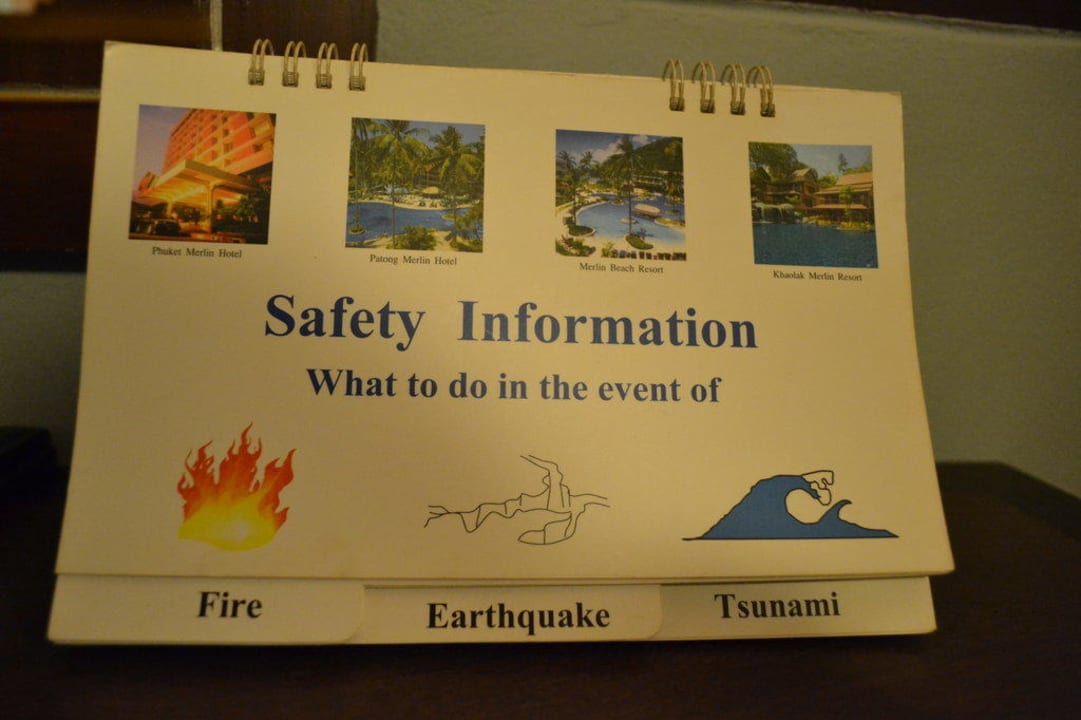 Phuket Merlin Hotel
Patong Merlin Hotel
Merlin Beach Resort
Khaolak Merlin Resort
Safety Information
What to do in the event of
Fire
Earthquake
Tsunami